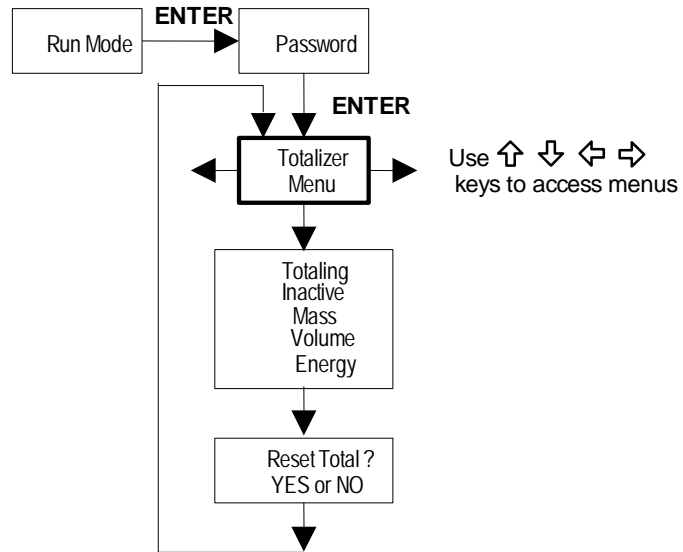 ENTER
Run Mode
Password
ENTER
Totalizer
Menu
Use ⇧ ⇩ ⇦ ⇨
keys to access menus
Totaling
Inactive
Mass
Volume
Energy
Reset Total ?
YES or NO